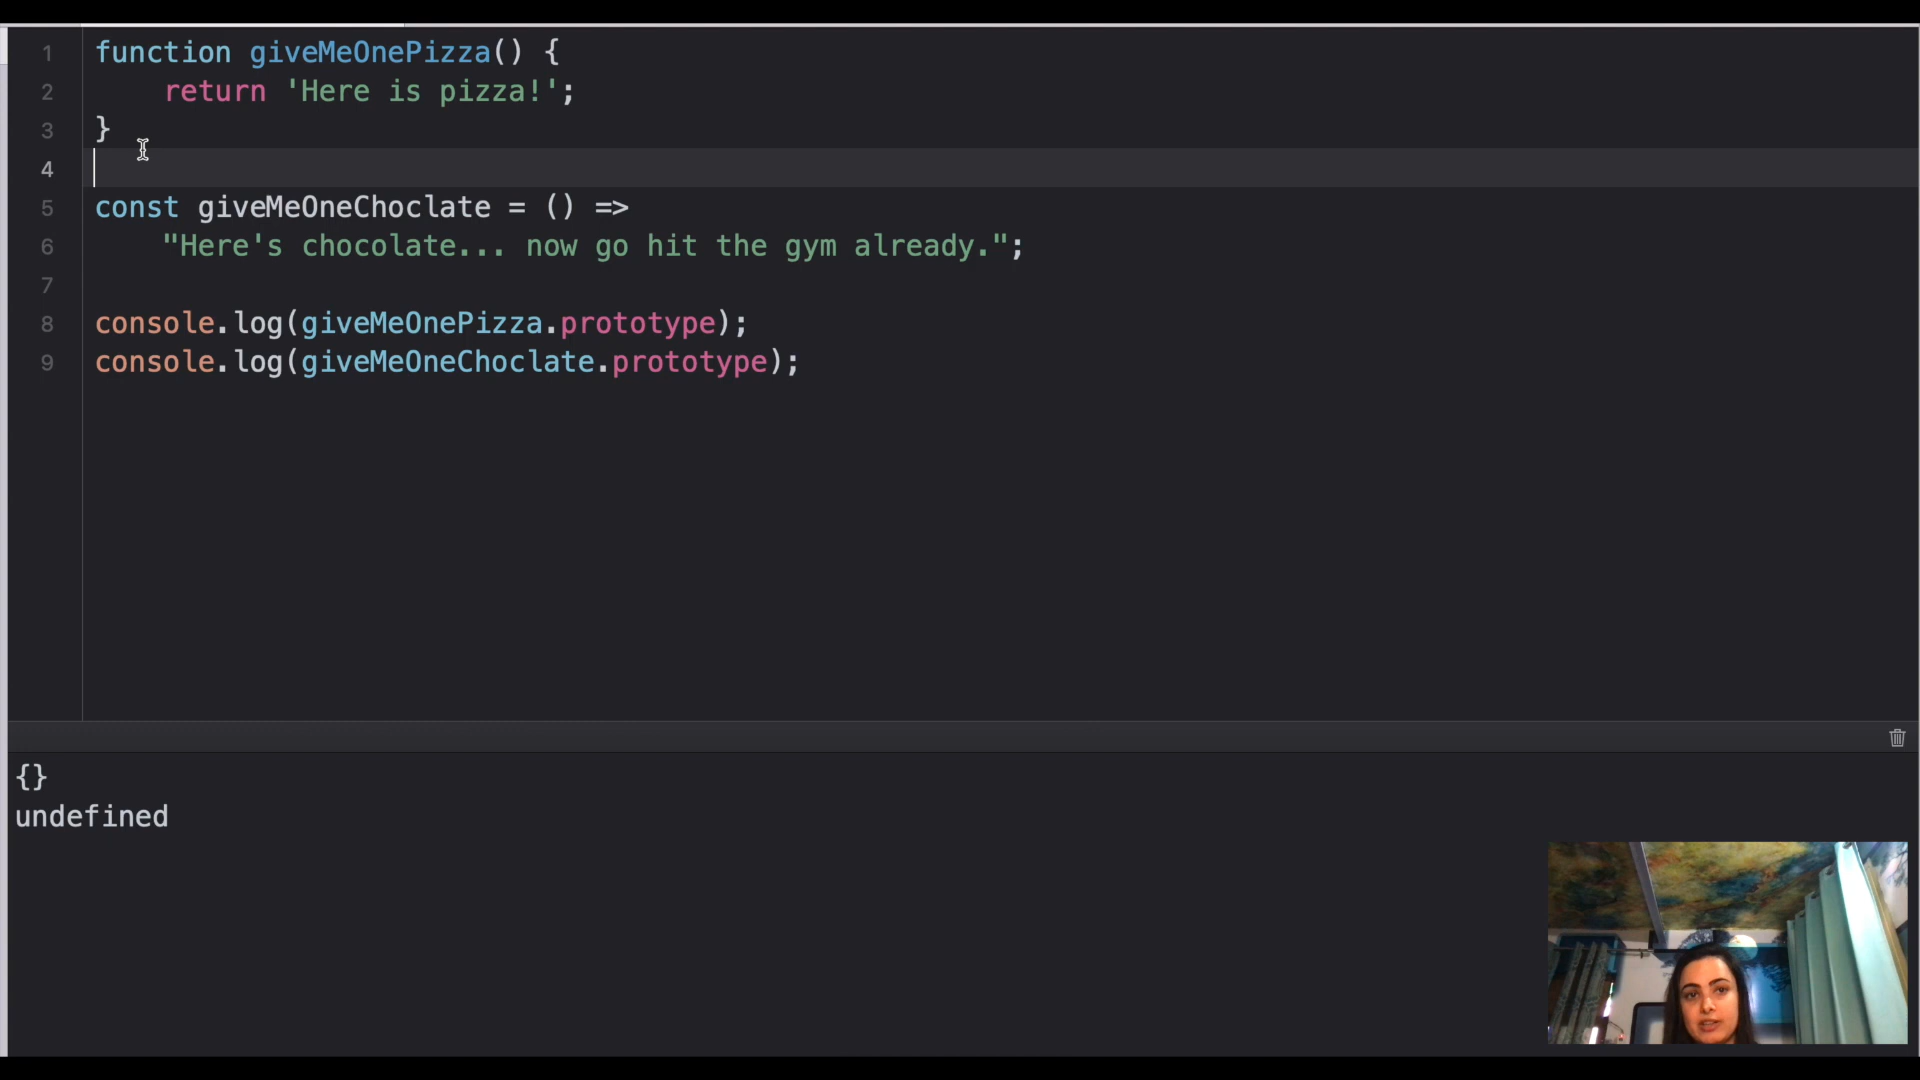 1 function giveMeOnePizza() {
2 return 'Here is pizza!';
3 }
4
5 const giveMeOneChoclate = () =>
6 "Here's chocolate... now go hit the gym already.";
7
8 console.log(giveMeOnePizza.prototype);
9 console.log(giveMeOneChoclate.prototype);
{}
undefined